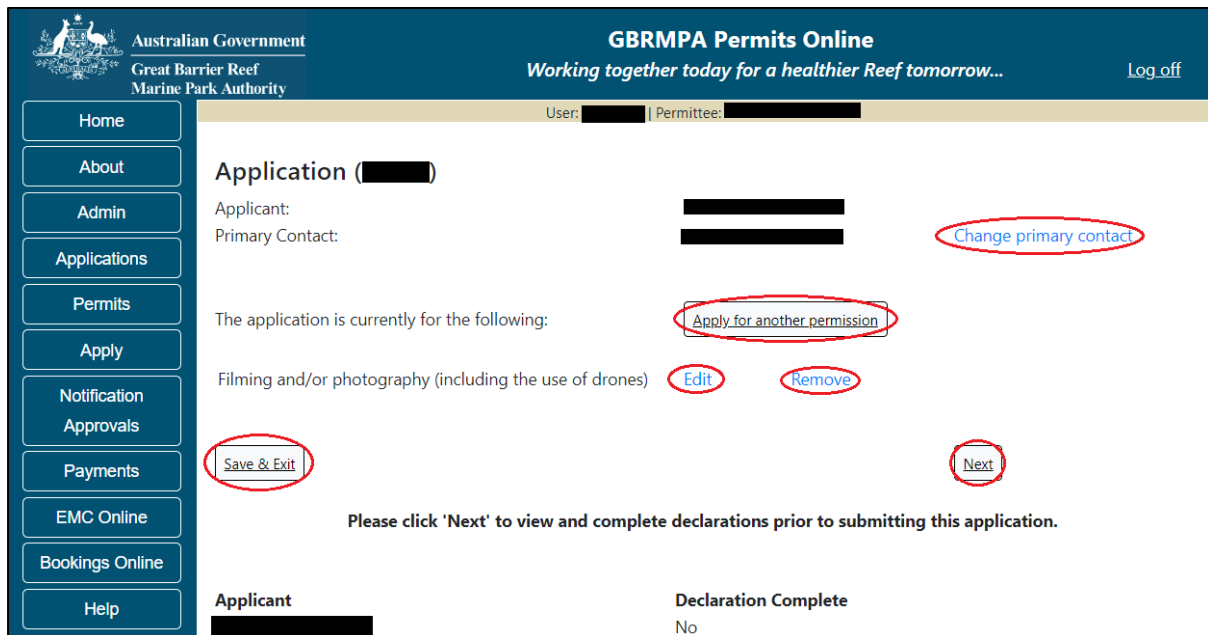 Australian Government
Great Barrier Reef
Marine Park Authority
GBRMPA Permits Online
Working together today for a healthier Reef tomorrow...
Log off
Home
About
Admin
Applications
Permits
Apply
Notification
Approvals
Payments
EMC Online
Bookings Online
Help
User: | Permittee:
Application ( )
Applicant:
Primary Contact: Change primary contact
The application is currently for the following: Apply for another permission
Filming and/or photography (including the use of drones) Edit Remove
Save & Exit Next
Please click 'Next' to view and complete declarations prior to submitting this application.
Applicant Declaration Complete
No